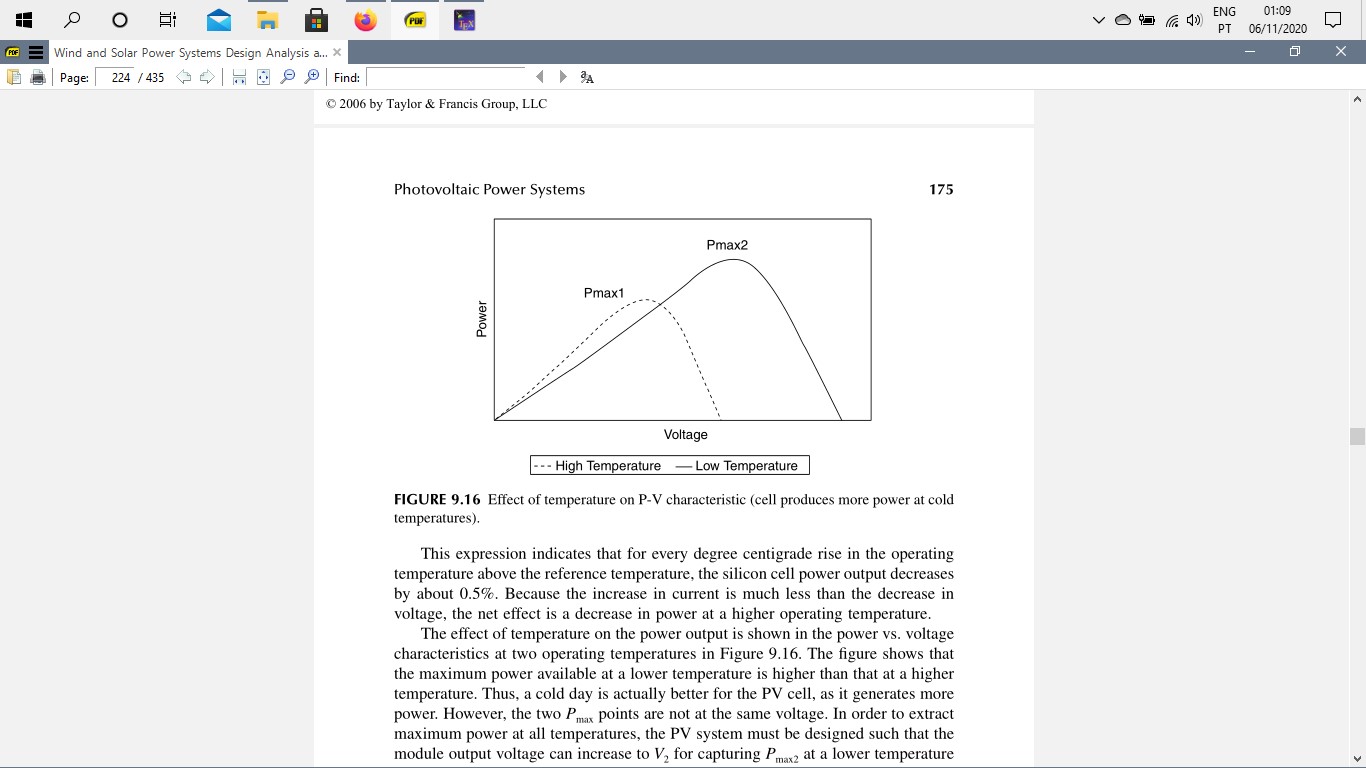 ENG
01:09
PT
06/11/2020
PDF
TEX
PDF
Wind and Solar Power Systems Design Analysis a...
Page:
224
/ 435
Find:
© 2006 by Taylor & Francis Group, LLC
Photovoltaic Power Systems
175
Pmax2
Pmax1
Power
Voltage
--- High Temperature — Low Temperature
FIGURE 9.16 Effect of temperature on P-V characteristic (cell produces more power at cold
temperatures).
This expression indicates that for every degree centigrade rise in the operating
temperature above the reference temperature, the silicon cell power output decreases
by about 0.5%. Because the increase in current is much less than the decrease in
voltage, the net effect is a decrease in power at a higher operating temperature.
The effect of temperature on the power output is shown in the power vs. voltage
characteristics at two operating temperatures in Figure 9.16. The figure shows that
the maximum power available at a lower temperature is higher than that at a higher
temperature. Thus, a cold day is actually better for the PV cell, as it generates more
power. However, the two Pmax points are not at the same voltage. In order to extract
maximum power at all temperatures, the PV system must be designed such that the
module output voltage can increase to V2 for capturing Pmax2 at a lower temperature